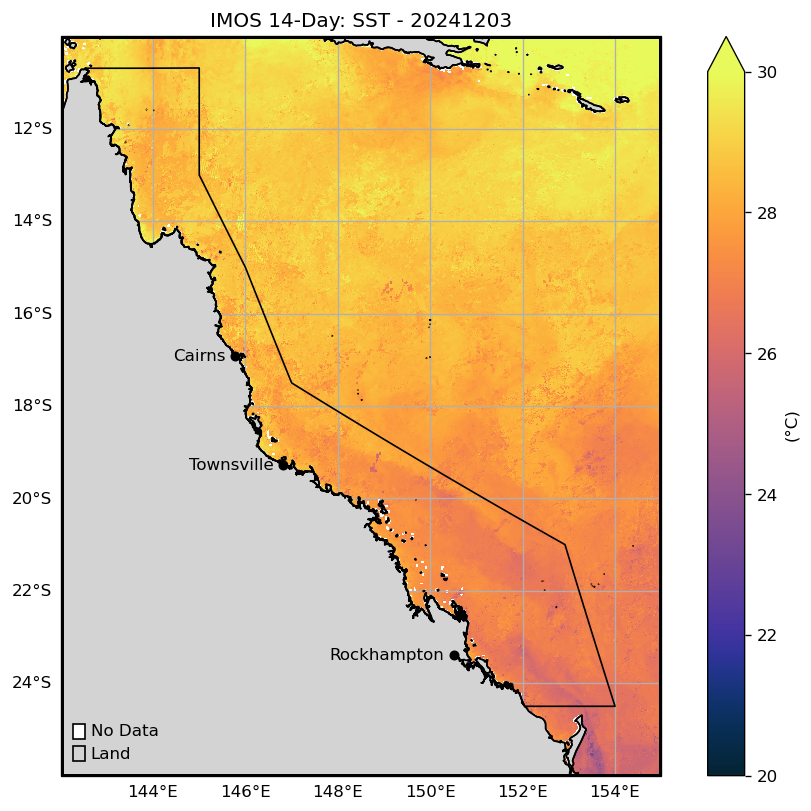 IMOS 14-Day: SST - 20241203
12°S
14°S
16°S
18°S
20°S
22°S
24°S
Cairns
Townsville
Rockhampton
No Data
Land
144°E 146°E 148°E 150°E 152°E 154°E
30
28
26
24
22
20
(°C)